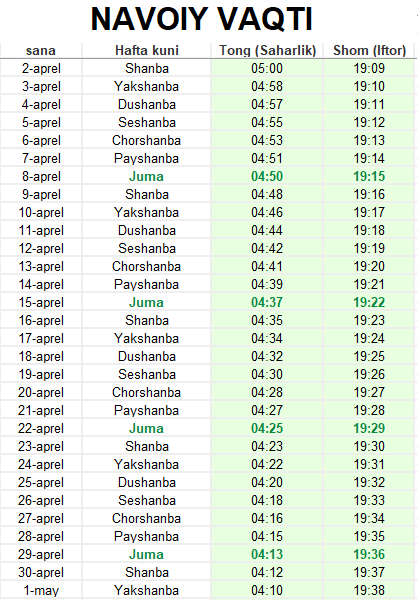 NAVOIY VAQTI
sana Hafta kuni Tong (Saharlik) Shom (Iftor)
2-aprel Shanba 05:00 19:09
3-aprel Yakshanba 04:58 19:10
4-aprel Dushanba 04:57 19:11
5-aprel Seshanba 04:55 19:12
6-aprel Chorshanba 04:53 19:13
7-aprel Payshanba 04:51 19:14
8-aprel Juma 04:50 19:15
9-aprel Shanba 04:48 19:16
10-aprel Yakshanba 04:46 19:17
11-aprel Dushanba 04:44 19:18
12-aprel Seshanba 04:42 19:19
13-aprel Chorshanba 04:41 19:20
14-aprel Payshanba 04:39 19:21
15-aprel Juma 04:37 19:22
16-aprel Shanba 04:35 19:23
17-aprel Yakshanba 04:34 19:24
18-aprel Dushanba 04:32 19:25
19-aprel Seshanba 04:30 19:26
20-aprel Chorshanba 04:28 19:27
21-aprel Payshanba 04:27 19:28
22-aprel Juma 04:25 19:29
23-aprel Shanba 04:23 19:30
24-aprel Yakshanba 04:22 19:31
25-aprel Dushanba 04:20 19:32
26-aprel Seshanba 04:18 19:33
27-aprel Chorshanba 04:16 19:34
28-aprel Payshanba 04:15 19:35
29-aprel Juma 04:13 19:36
30-aprel Shanba 04:12 19:37
1-may Yakshanba 04:10 19:38